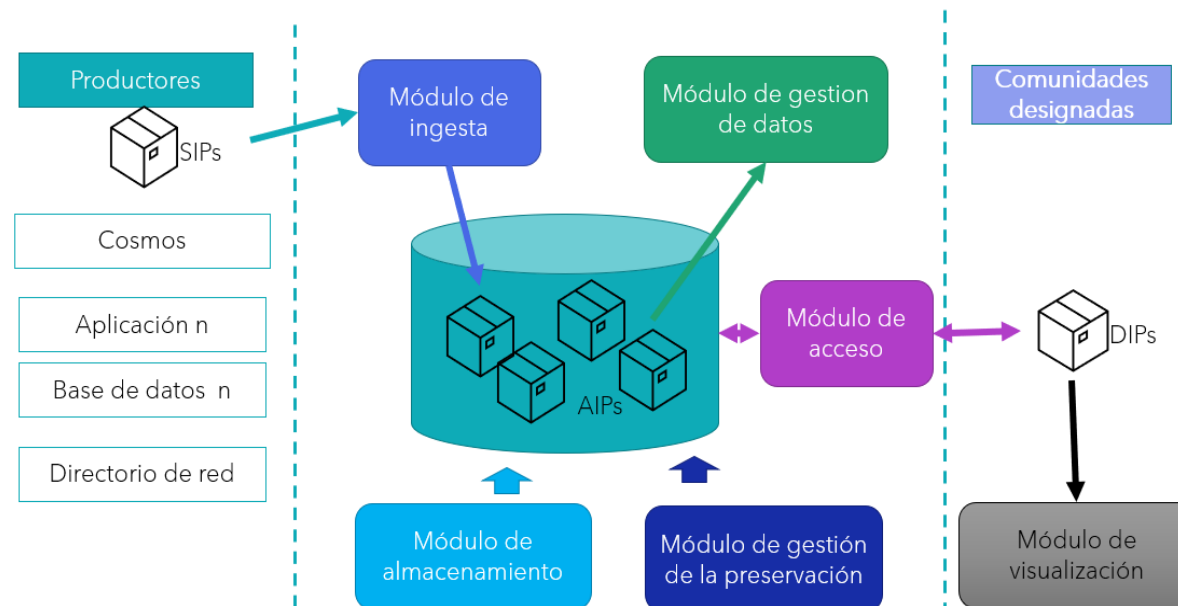 Productores
SIPs
Cosmos
Aplicación n
Base de datos  n
Directorio de red
Módulo de
ingesta
Módulo de gestion
de datos
AIPs
Módulo de
acceso
Módulo de
almacenamiento
Módulo de gestión
de la preservación
Comunidades
designadas
DIPs
Módulo de
visualización